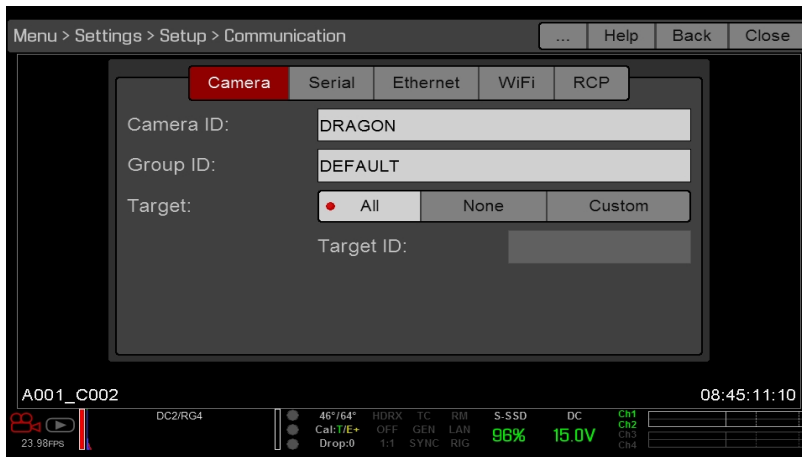 Menu > Settings > Setup > Communication ... Help Back Close
Camera Serial Ethernet WiFi RCP
Camera ID: DRAGON
Group ID: DEFAULT
Target: All None Custom
Target ID:
A001_C002 08:45:11:10
DC2/RG4 46°/64° HDRX TC RM S-SSD DC Ch1
Cal:T/E+ OFF GEN LAN 96% 15.0V Ch2
23.98FPS Drop:0 1:1 SYNC RIG Ch3
Ch4